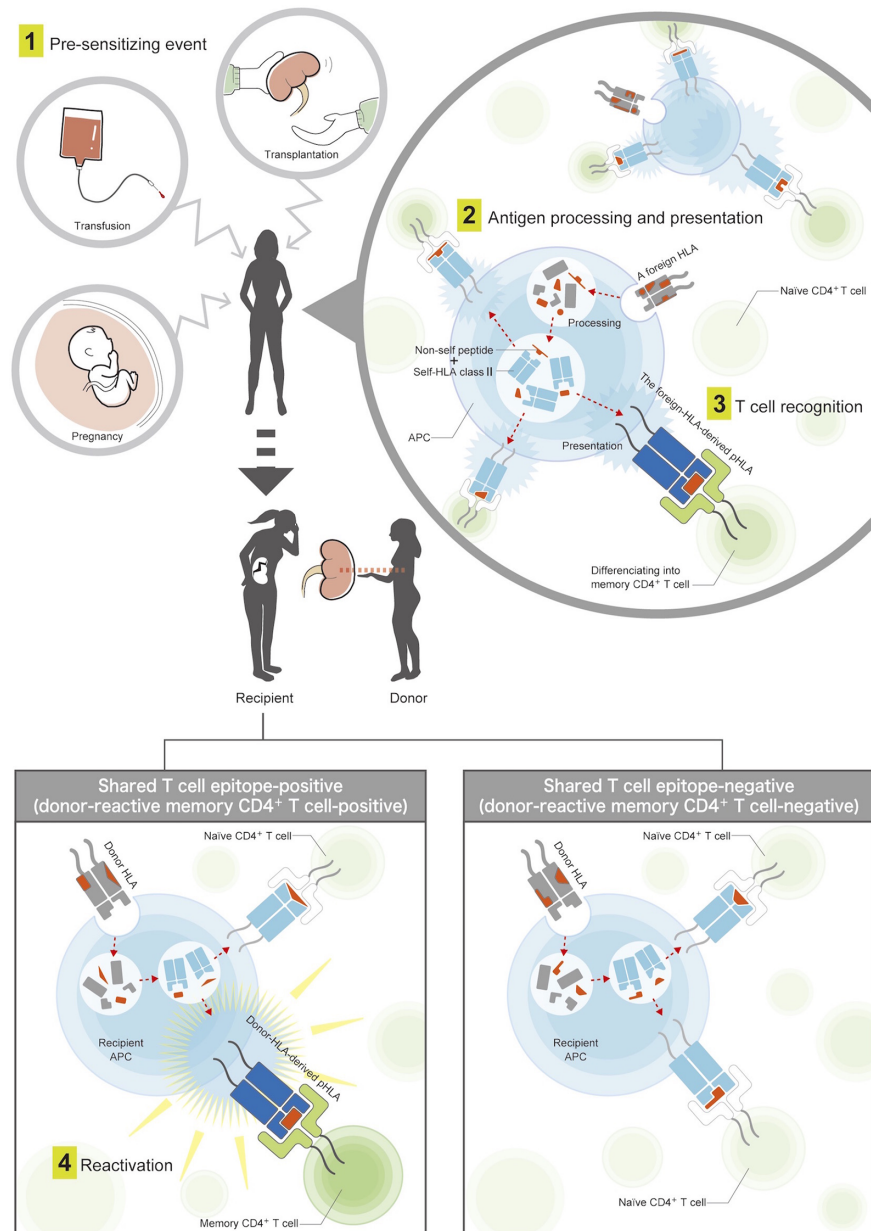 1 Pre-sensitizing event
Transplantation
Transfusion
Pregnancy
2 Antigen processing and presentation
A foreign HLA
Naïve CD4⁺ T cell
Processing
Non-self peptide
+
Self-HLA class II
APC
Presentation
The foreign-HLA-derived pHLA
3 T cell recognition
Differenciating into
memory CD4⁺ T cell
Recipient
Donor
Shared T cell epitope-positive
(donor-reactive memory CD4⁺ T cell-positive)
Naïve CD4⁺ T cell
Donor HLA
Recipient
APC
Donor-HLA-derived pHLA
4 Reactivation
Memory CD4⁺ T cell
Shared T cell epitope-negative
(donor-reactive memory CD4⁺ T cell-negative)
Naïve CD4⁺ T cell
Donor HLA
Recipient
APC
Naïve CD4⁺ T cell